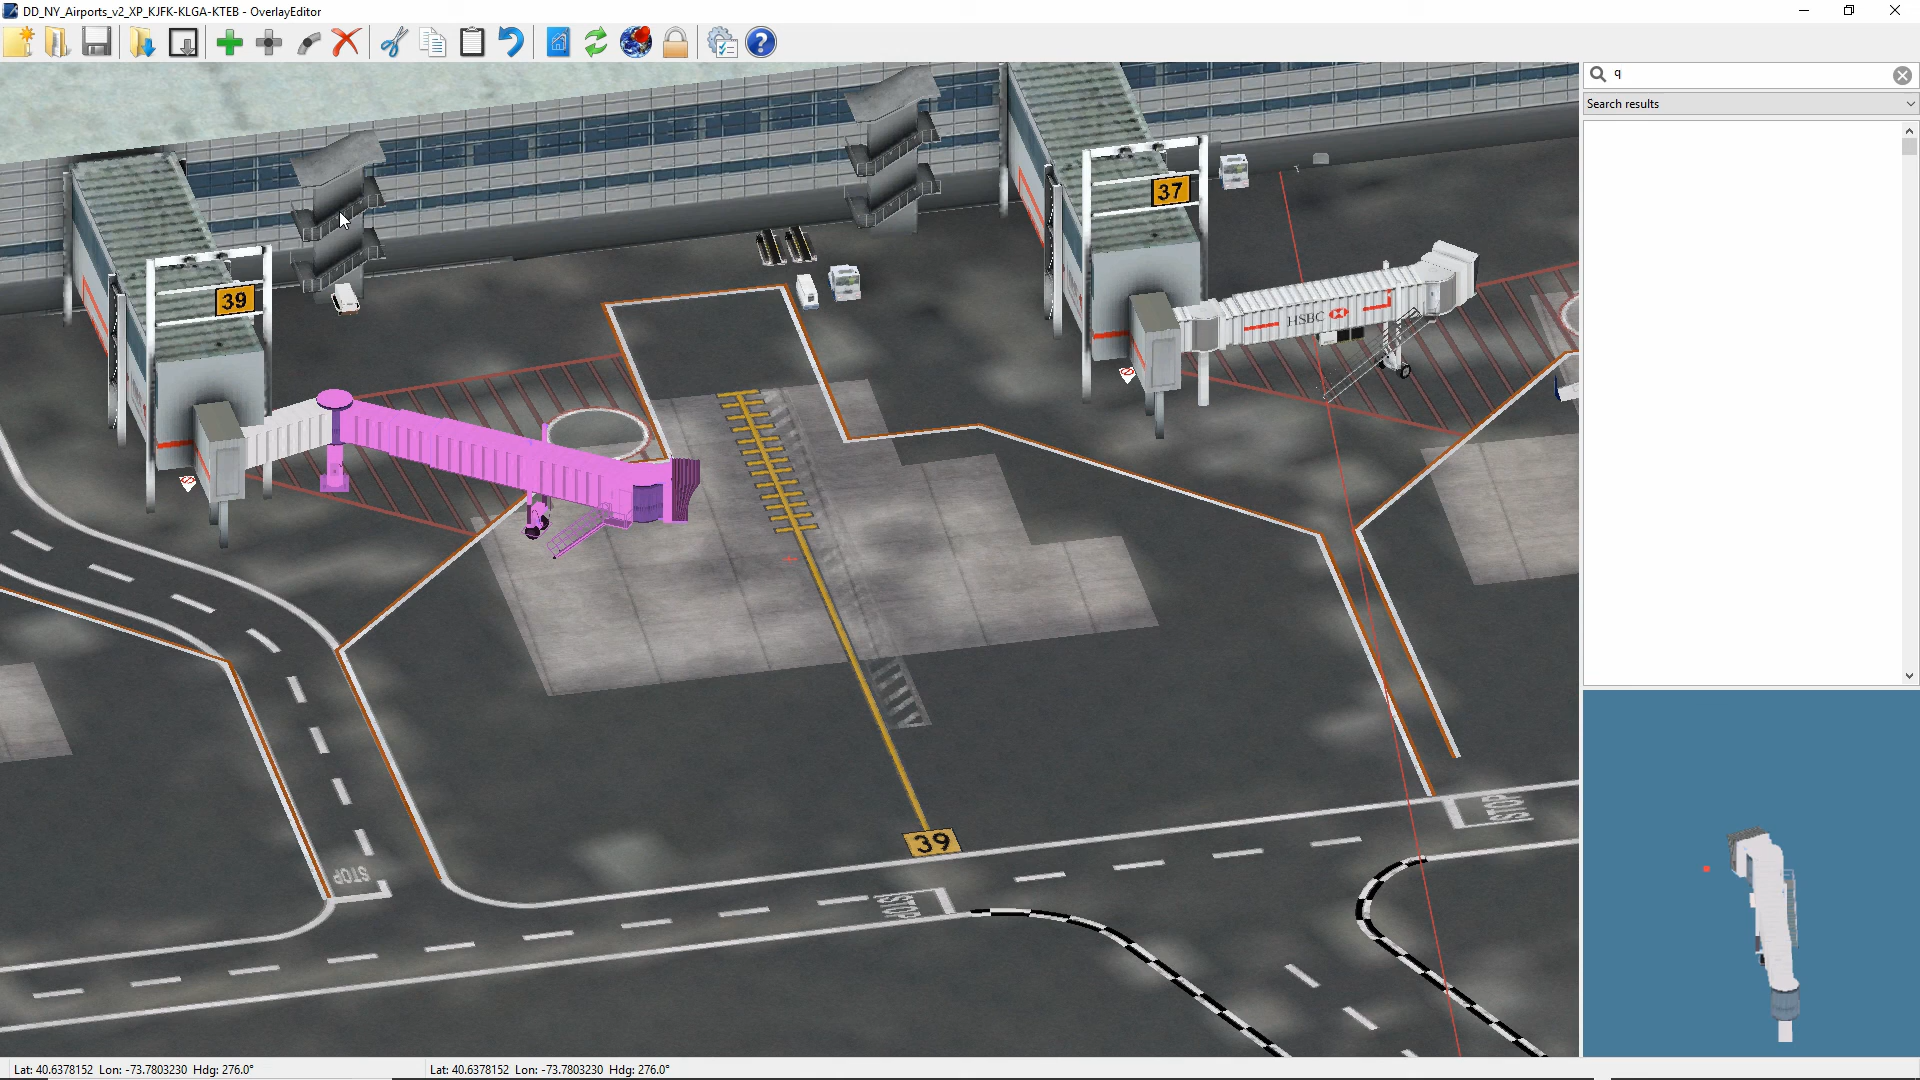 DD_NY_Airports_v2_XP_KJFK-KLGA-KTEB - OverlayEditor
q
Search results
37
39
HSBC
39
STOP
STOP
STOP
Lat: 40.6378152 Lon: -73.7803230 Hdg: 276.0°
Lat: 40.6378152 Lon: -73.7803230 Hdg: 276.0°